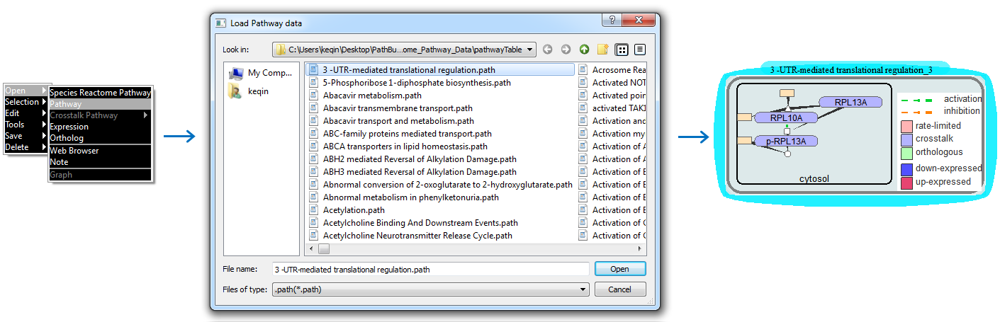 Open
Selection
Edit
Tools
Save
Delete
Species Reactome Pathway
Pathway
Crosstalk Pathway
Expression
Ortholog
Web Browser
Note
Graph
Load Pathway data
Look in:
C:\Users\keqin\Desktop\PathBu...ome_Pathway_Data\pathwayTable
My Comp...
keqin
3 -UTR-mediated translational regulation.path
5-Phosphoribose 1-diphosphate biosynthesis.path
Abacavir metabolism.path
Abacavir transmembrane transport.path
Abacavir transport and metabolism.path
ABC-family proteins mediated transport.path
ABCA transporters in lipid homeostasis.path
ABH2 mediated Reversal of Alkylation Damage.path
ABH3 mediated Reversal of Alkylation Damage.path
Abnormal conversion of 2-oxoglutarate to 2-hydroxyglutarate.path
Abnormal metabolism in phenylketonuria.path
Acetylation.path
Acetylcholine Binding And Downstream Events.path
Acetylcholine Neurotransmitter Release Cycle.path
Acrosome Rea
Activated NOT
Activated poin
activated TAK1
Activation and
Activation my
Activation of A
Activation of A
Activation of B
Activation of B
Activation of B
Activation of B
Activation of C
Activation of C
File name:
3 -UTR-mediated translational regulation.path
Open
Files of type:
.path(*.path)
Cancel
3 -UTR-mediated translational regulation_3
RPL13A
RPL10A
p-RPL13A
cytosol
activation
inhibition
rate-limited
crosstalk
orthologous
down-expressed
up-expressed